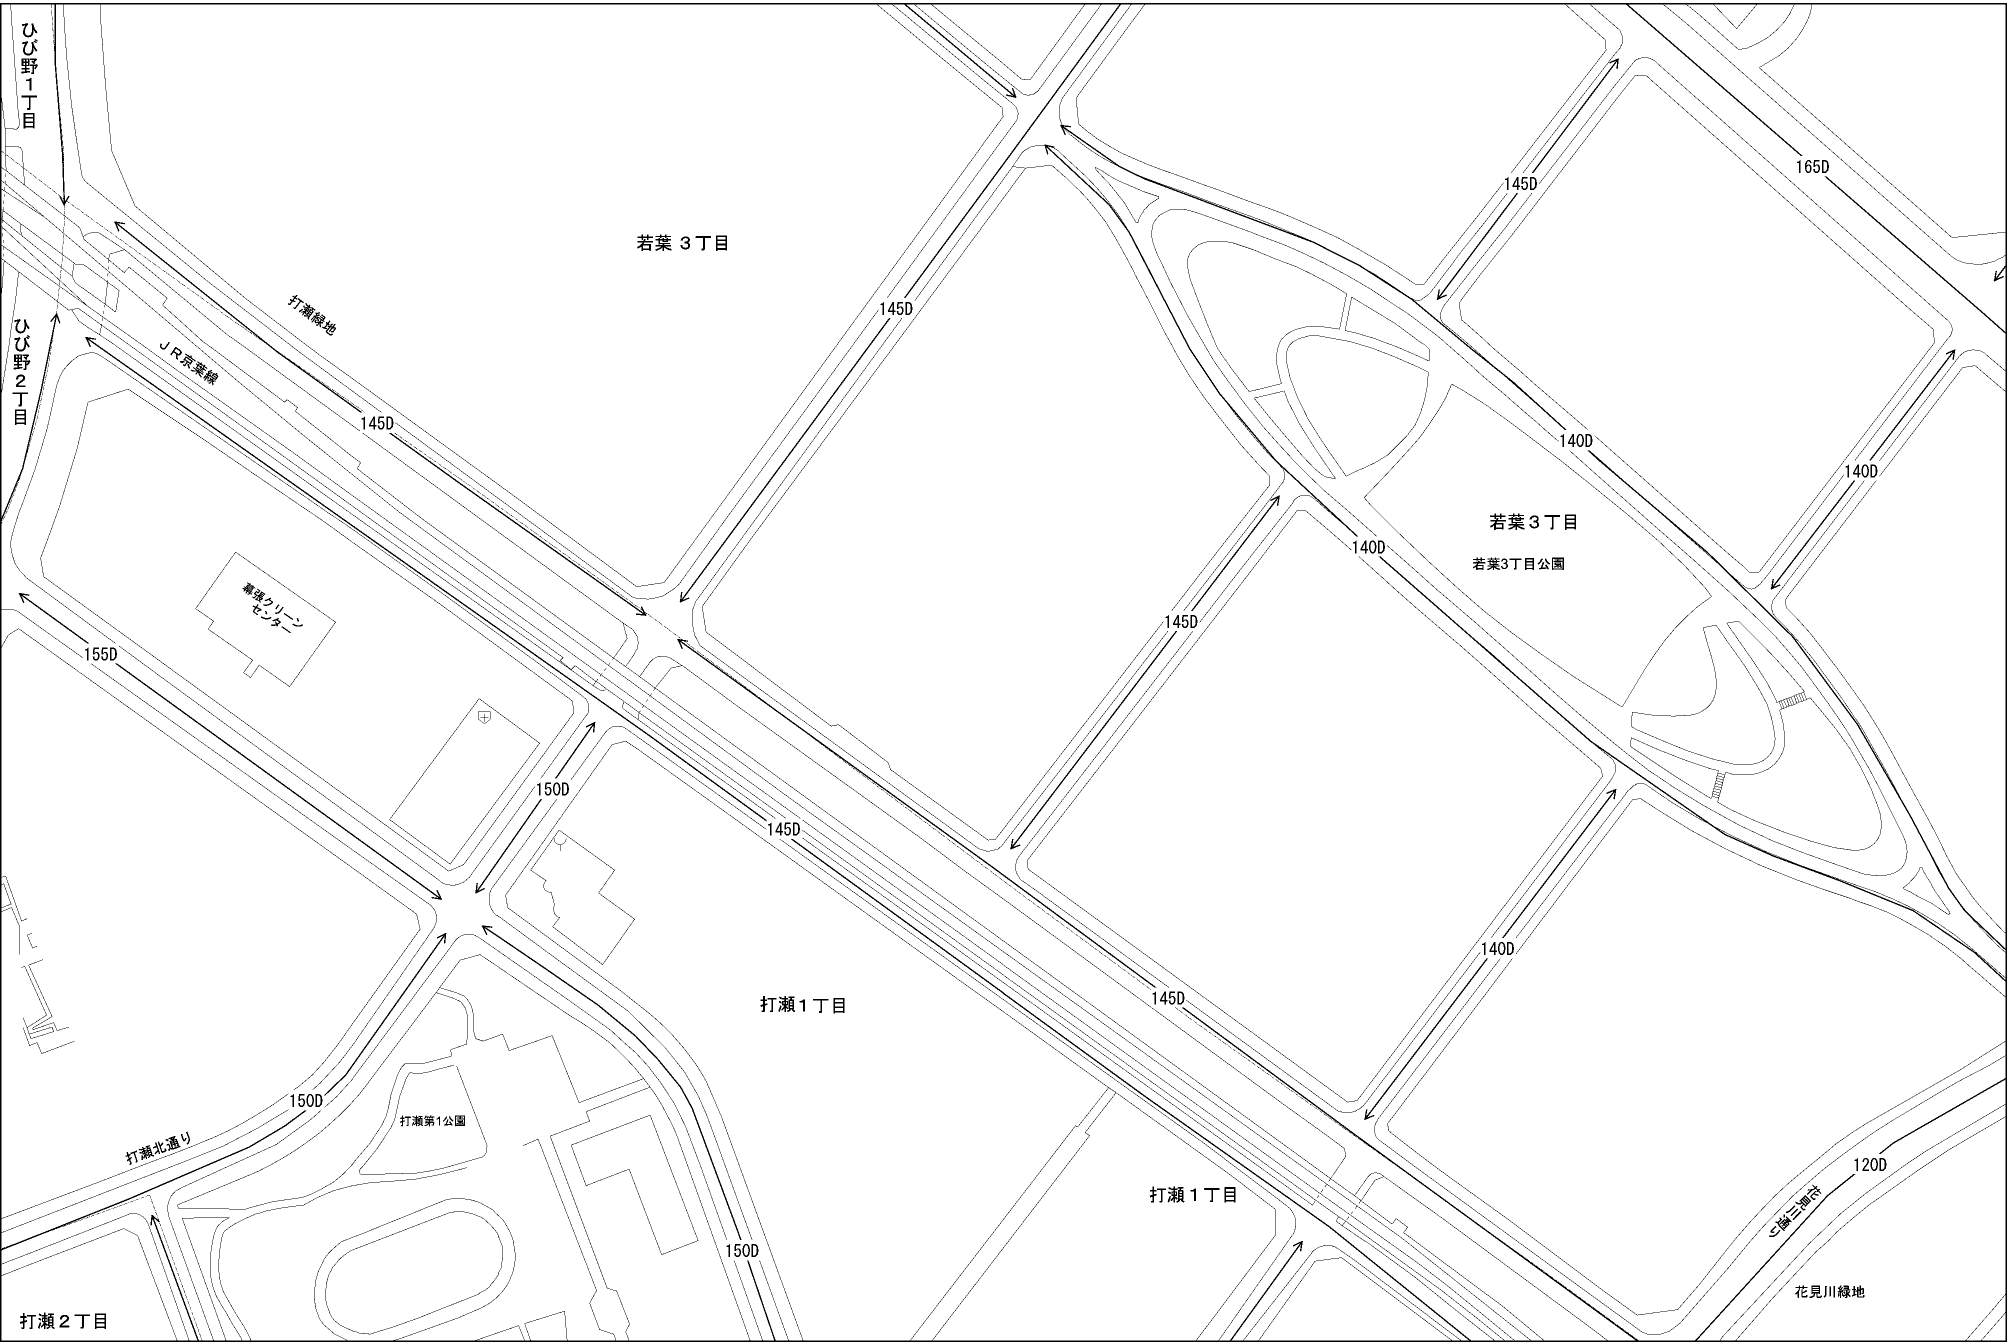 ひび野１丁目
165D
145D
若葉 ３丁目
打瀬緑地
145D
ＪＲ京葉線
ひび野２丁目
145D
140D
140D
若葉３丁目
140D
若葉3丁目公園
幕張クリーン
センター
145D
155D
150D
145D
140D
145D
打瀬１丁目
150D
打瀬第1公園
打瀬北通り
120D
打瀬１丁目
花見川通り
150D
花見川緑地
打瀬２丁目